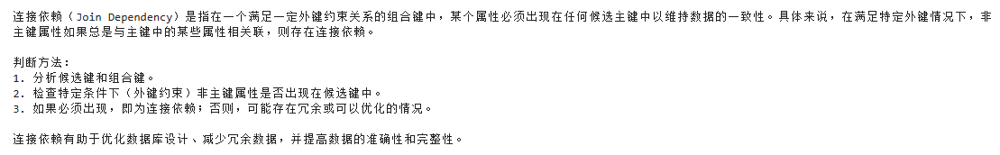 连接依赖（Join Dependency）是指在一个满足一定外键约束关系的组合键中，某个属性必须出现在任何候选主键中以维持数据的一致性。具体来说，在满足特定外键情况下，非
主键属性如果总是与主键中的某些属性相关联，则存在连接依赖。
判断方法：
1. 分析候选键和组合键。
2. 检查特定条件下（外键约束）非主键属性是否出现在候选键中。
3. 如果必须出现，即为连接依赖；否则，可能存在冗余或可以优化的情况。
连接依赖有助于优化数据库设计、减少冗余数据，并提高数据的准确性和完整性。